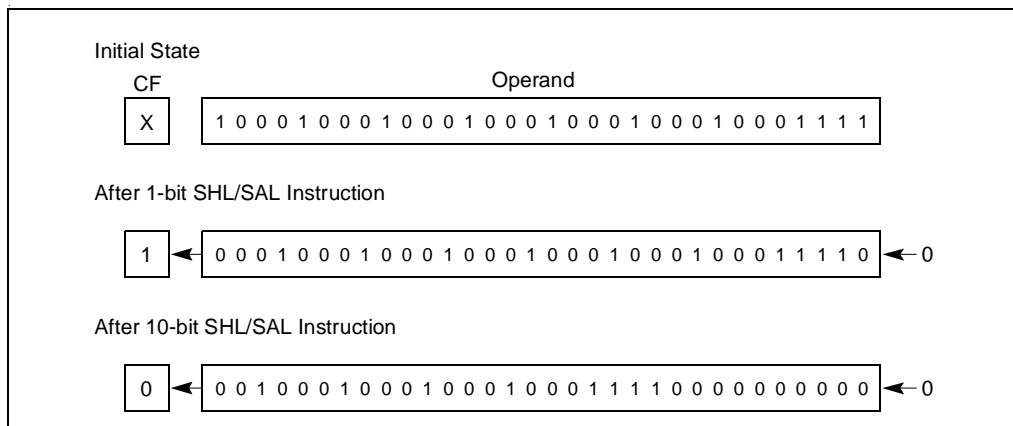 Initial State
CF Operand
X 1 0 0 0 1 0 0 0 1 0 0 0 1 0 0 0 1 0 0 0 1 0 0 0 1 0 0 0 1 1 1 1
After 1-bit SHL/SAL Instruction
1 0 0 0 1 0 0 0 1 0 0 0 1 0 0 0 1 0 0 0 1 0 0 0 1 0 0 0 1 1 1 1 0 0
After 10-bit SHL/SAL Instruction
0 0 0 1 0 0 0 1 0 0 0 1 0 0 0 1 0 0 0 1 1 1 1 0 0 0 0 0 0 0 0 0 0 0